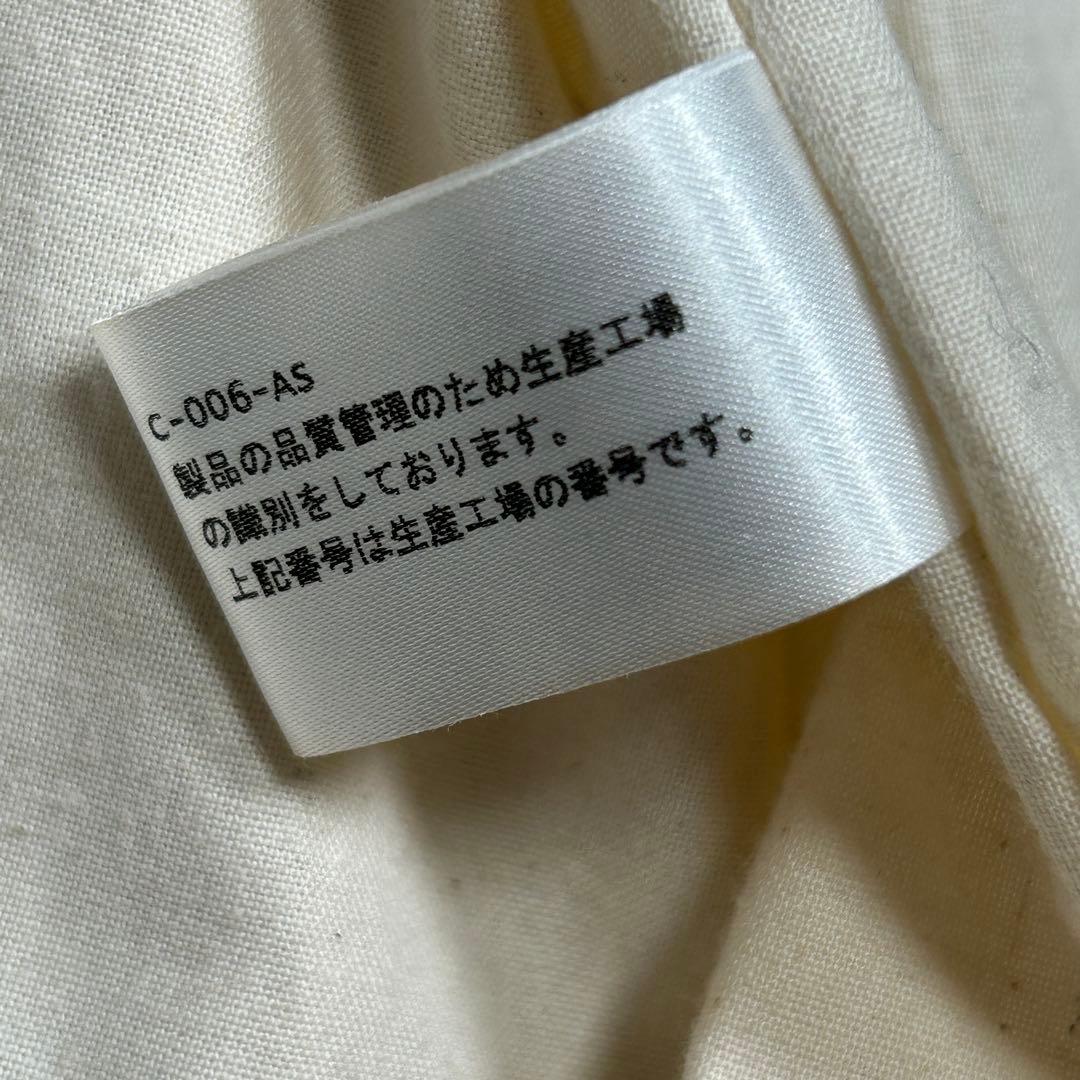 C-006-AS
製品の品質管理のため生産工場
の識別をしております。
上記番号は生産工場の番号です。